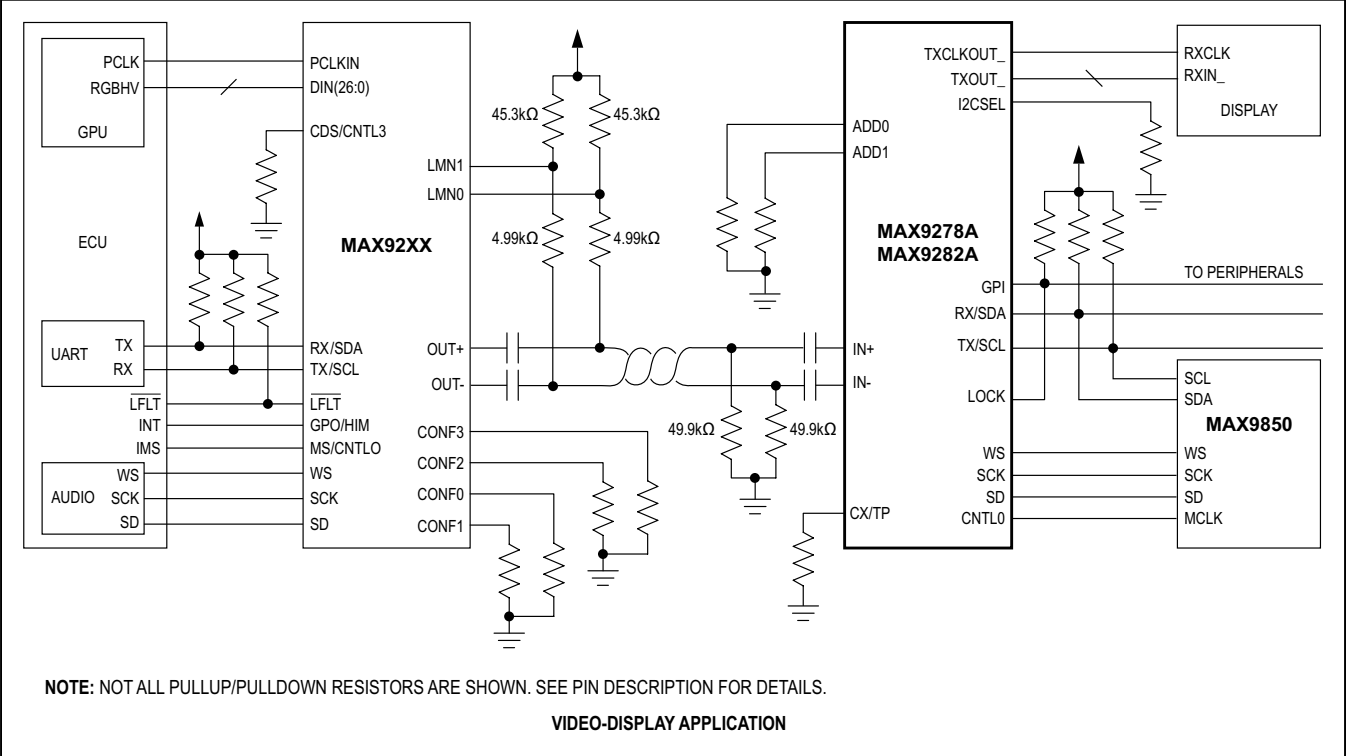 PCLK
RGBHV
GPU
ECU
UART
TX
RX
LFLT
INT
IMS
AUDIO
WS
SCK
SD
PCLKIN
DIN(26:0)
CDS/CNTL3
MAX92XX
RX/SDA
TX/SCL
LFLT
GPO/HIM
MS/CNTLO
WS
SCK
SD
LMN1
LMN0
OUT+
OUT-
CONF3
CONF2
CONF0
CONF1
45.3kΩ
45.3kΩ
4.99kΩ
4.99kΩ
49.9kΩ
49.9kΩ
ADD0
ADD1
IN+
IN-
CX/TP
MAX9278A
MAX9282A
TXCLKOUT_
TXOUT_
I2CSEL
GPI
RX/SDA
TX/SCL
LOCK
WS
SCK
SD
CNTL0
RXCLK
RXIN_
DISPLAY
TO PERIPHERALS
SCL
SDA
MAX9850
WS
SCK
SD
MCLK
NOTE: NOT ALL PULLUP/PULLDOWN RESISTORS ARE SHOWN. SEE PIN DESCRIPTION FOR DETAILS.
VIDEO-DISPLAY APPLICATION